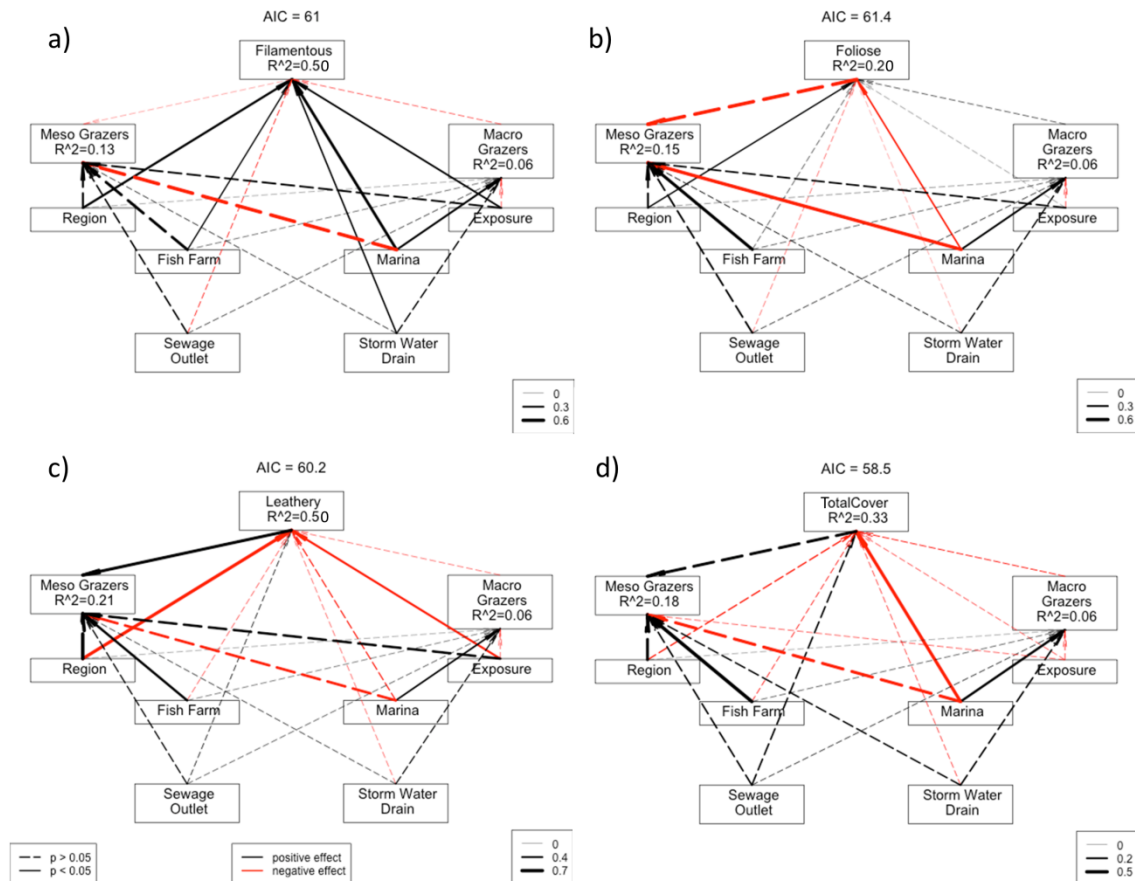 a)
AIC = 61
Filamentous
R^2=0.50
Meso Grazers
R^2=0.13
Macro
Grazers
R^2=0.06
Region
Exposure
Fish Farm
Marina
Sewage
Outlet
Storm Water
Drain
0
0.3
0.6
b)
AIC = 61.4
Foliose
R^2=0.20
Meso Grazers
R^2=0.15
Macro
Grazers
R^2=0.06
Region
Exposure
Fish Farm
Marina
Sewage
Outlet
Storm Water
Drain
0
0.3
0.6
c)
AIC = 60.2
Leathery
R^2=0.50
Meso Grazers
R^2=0.21
Macro
Grazers
R^2=0.06
Region
Exposure
Fish Farm
Marina
Sewage
Outlet
Storm Water
Drain
p > 0.05
p < 0.05
positive effect
negative effect
0
0.4
0.7
d)
AIC = 58.5
TotalCover
R^2=0.33
Meso Grazers
R^2=0.18
Macro
Grazers
R^2=0.06
Region
Exposure
Fish Farm
Marina
Sewage
Outlet
Storm Water
Drain
0
0.2
0.5